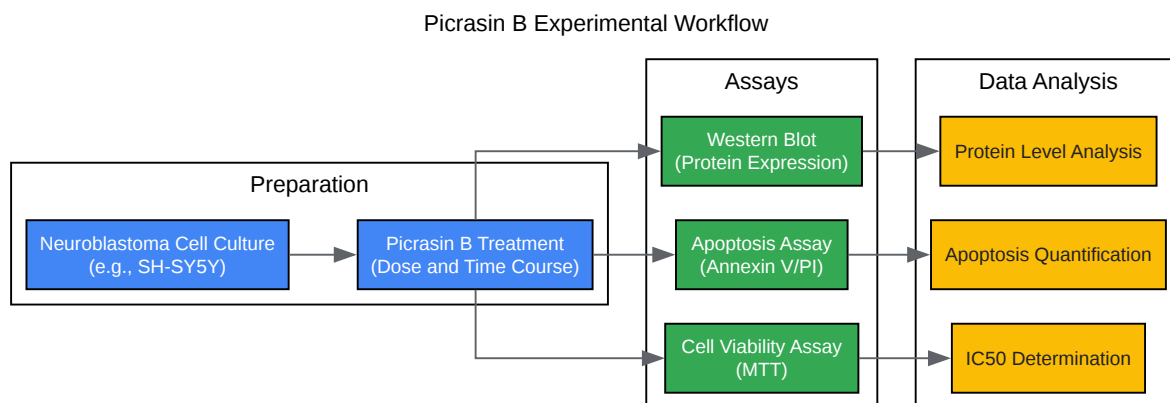 Picrasin B Experimental Workflow
Preparation
Neuroblastoma Cell Culture
(e.g., SH-SY5Y)
Picrasin B Treatment
(Dose and Time Course)
Assays
Western Blot
(Protein Expression)
Apoptosis Assay
(Annexin V/PI)
Cell Viability Assay
(MTT)
Data Analysis
Protein Level Analysis
Apoptosis Quantification
IC50 Determination